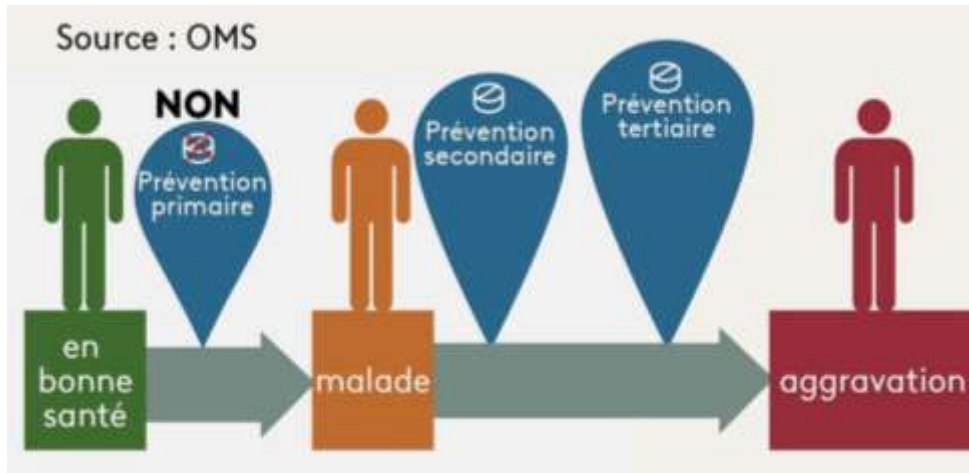 Source : OMS
NON
Prévention
primaire
Prévention
secondaire
Prévention
tertiaire
en
bonne
santé
malade
aggravation